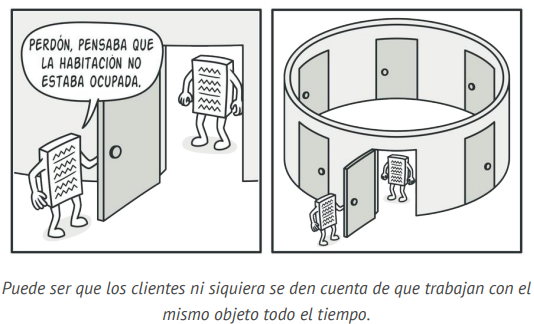 PERDÓN, PENSABA QUE
LA HABITACIÓN NO
ESTABA OCUPADA.
Puede ser que los clientes ni siquiera se den cuenta de que trabajan con el
mismo objeto todo el tiempo.